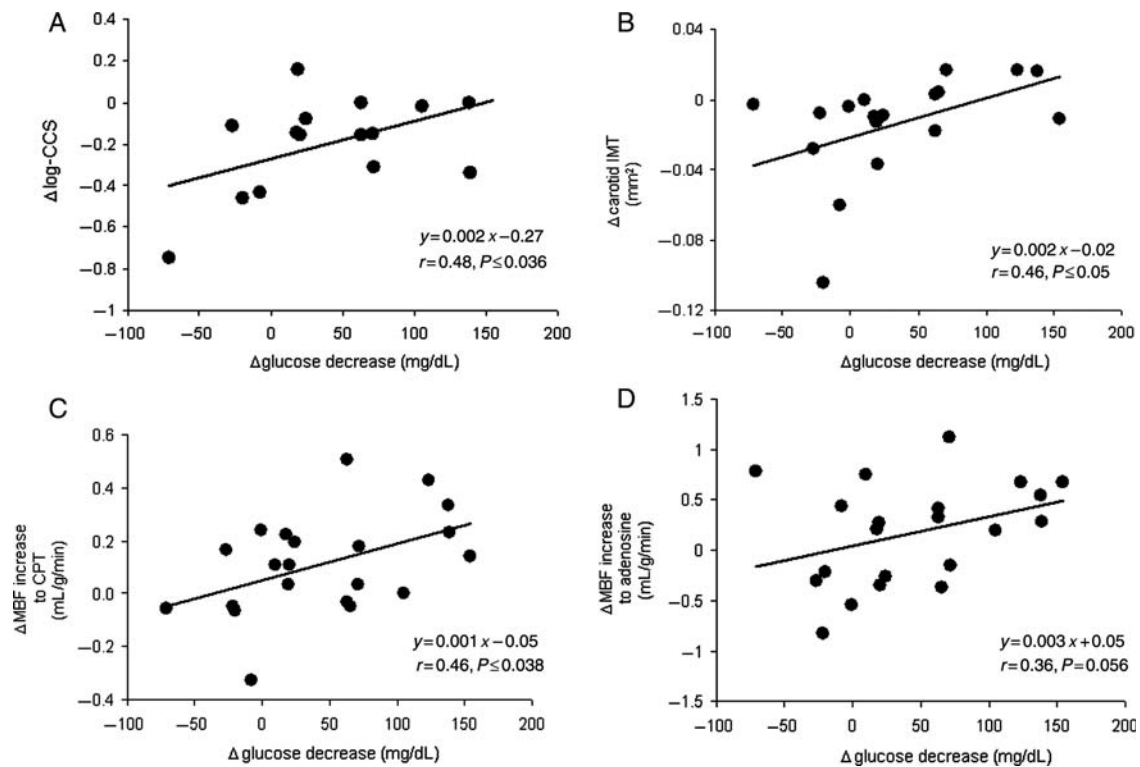 A
0.4
0.2
0
−0.2
−0.4
−0.6
−0.8
−1
Δlog-CCS
y=0.002 x−0.27
r=0.48, P≤0.036
−100 −50 0 50 100 150 200
Δglucose decrease (mg/dL)
B
0.04
0
−0.04
−0.08
−0.12
Δ carotid IMT
(mm²)
y=0.002 x−0.02
r=0.46, P≤0.05
−100 −50 0 50 100 150 200
Δglucose decrease (mg/dL)
C
0.6
0.4
0.2
0.0
−0.2
−0.4
ΔMBF increase
to CPT
(mL/g/min)
y=0.001 x−0.05
r=0.46, P≤0.038
−100 −50 0 50 100 150 200
Δ glucose decrease (mg/dL)
D
1.5
1
0.5
0
−0.5
−1
−1.5
ΔMBF increase
to adenosine
(mL/g/min)
y=0.003 x+0.05
r=0.36, P=0.056
−100 −50 0 50 100 150 200
Δ glucose decrease (mg/dL)